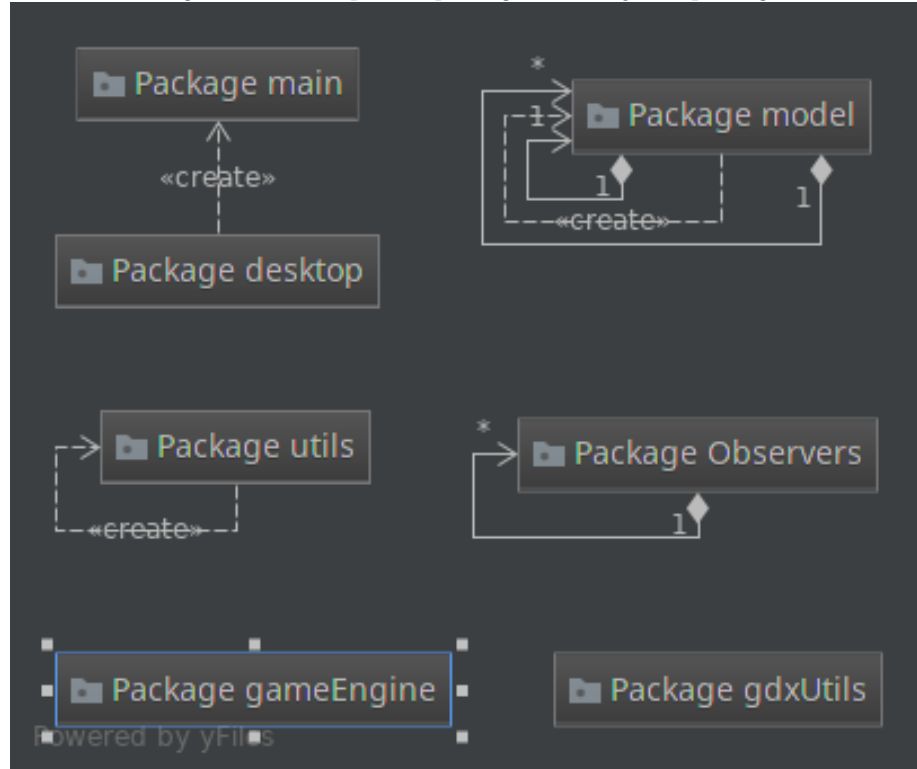 Package main
«create»
Package desktop
*
1
Package model
1
1
«create»
Package utils
«create»
*
Package Observers
1
Package gameEngine
Package gdxUtils
Powered by yFiles